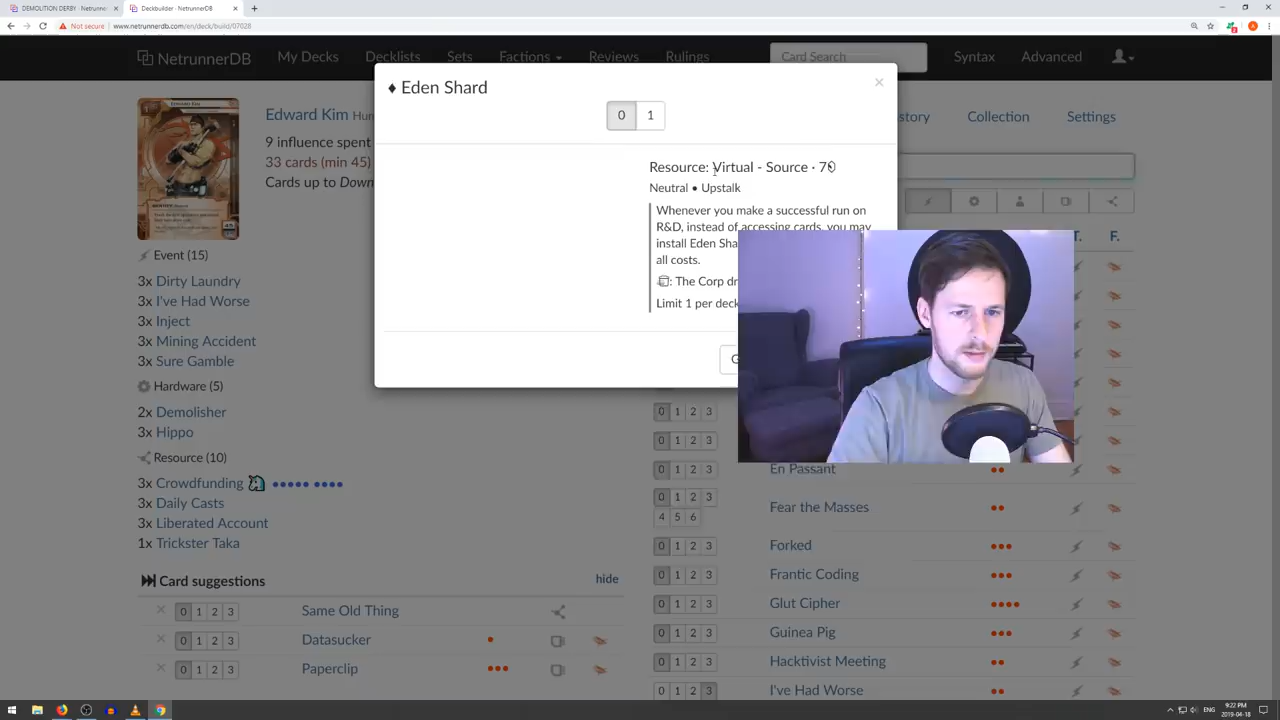 DEMOLITION DERBY · Netrunne
Deckbuilder · NetrunnerDB
Not secure
www.netrunnerdb.com/en/deck/build/07028
NetrunnerDB
My Decks
Decklists
Sets
Factions
Reviews
Rulings
Card Search
Syntax
Advanced
Edward Kim Hu
9 influence spent
33 cards (min 45)
Cards up to Down
story
Collection
Settings
Eden Shard
×
0 1
Resource: Virtual - Source · 7
Neutral • Upstalk
Whenever you make a successful run on
R&D, instead of accessing cards, you may
install Eden Sha
all costs.
: The Corp dr
Limit 1 per deck
G
T.
F.
Event (15)
3x Dirty Laundry
3x I've Had Worse
3x Inject
3x Mining Accident
3x Sure Gamble
Hardware (5)
2x Demolisher
3x Hippo
Resource (10)
3x Crowdfunding
3x Daily Casts
3x Liberated Account
1x Trickster Taka
Card suggestions
hide
× 0 1 2 3 Same Old Thing
× 0 1 2 3 Datasucker
× 0 1 2 3 Paperclip
0 1 2 3
0 1 2 3
0 1 2 3 En Passant
0 1 2 3
4 5 6
Fear the Masses
0 1 2 3 Forked
0 1 2 3 Frantic Coding
0 1 2 3 Glut Cipher
0 1 2 3 Guinea Pig
0 1 2 3 Hacktivist Meeting
0 1 2 3 I've Had Worse
ENG
9:22 PM
2019-04-18